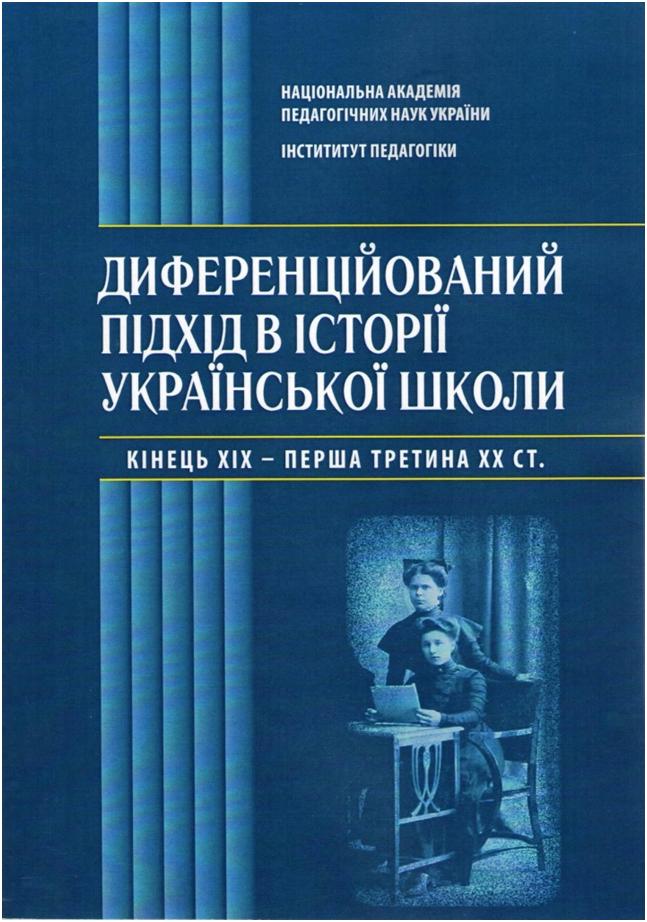 НАЦІОНАЛЬНА АКАДЕМІЯ
ПЕДАГОГІЧНИХ НАУК УКРАЇНИ
ІНСТИТУТ ПЕДАГОГІКИ
ДИФЕРЕНЦІЙОВАНИЙ
ПІДХІД В ІСТОРІЇ
УКРАЇНСЬКОЇ ШКОЛИ
КІНЕЦЬ XIX – ПЕРША ТРЕТИНА XX СТ.